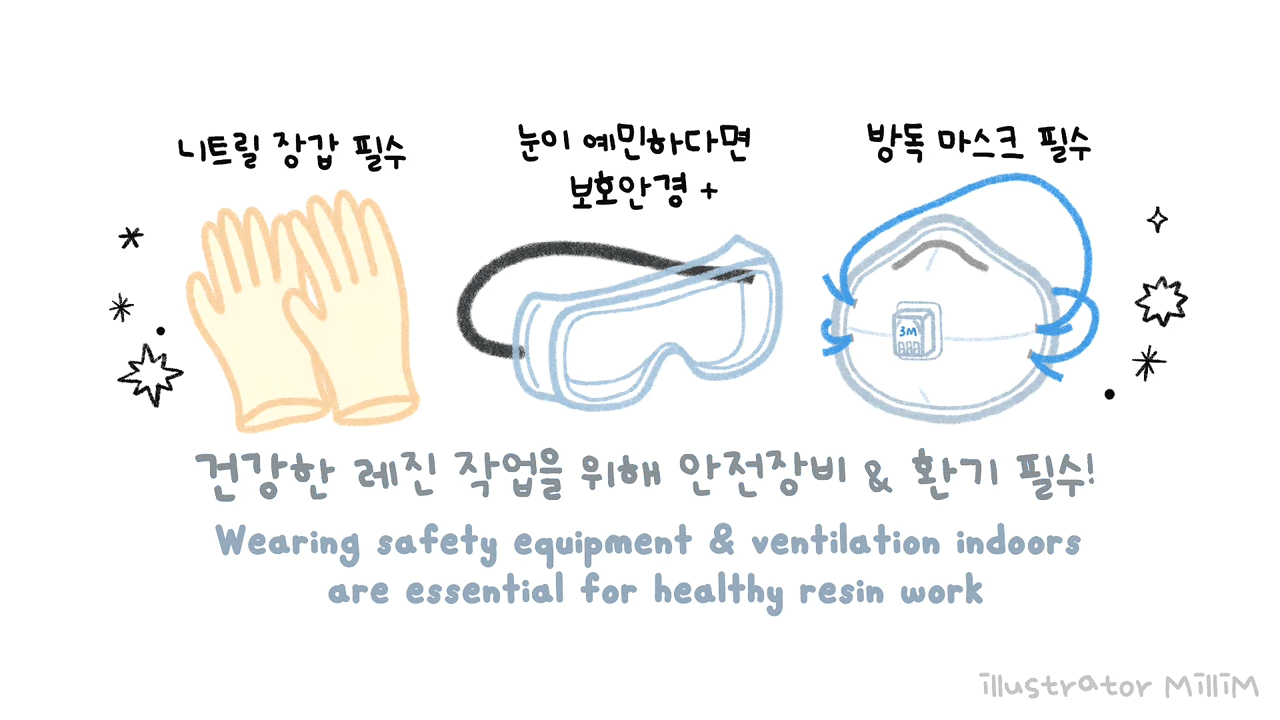 니트릴 장갑 필수
눈이 예민하다면
보호안경 +
방독 마스크 필수
3M
건강한 레진 작업을 위해 안전장비 & 환기 필수!
Wearing safety equipment & ventilation indoors
are essential for healthy resin work
illustrator MilliM